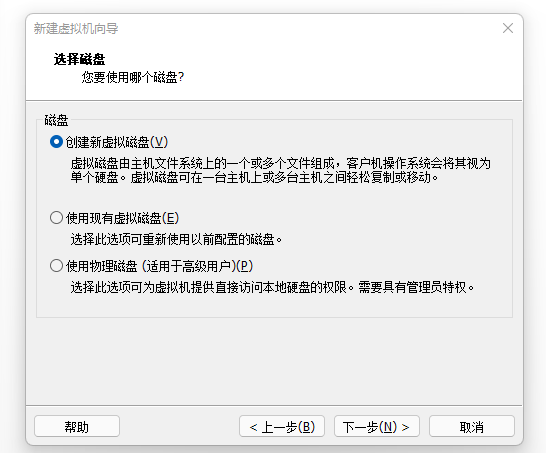 新建虚拟机向导
选择磁盘
您要使用哪个磁盘?
磁盘
创建新虚拟磁盘(V)
虚拟磁盘由主机文件系统上的一个或多个文件组成，客户机操作系统会将其视为
单个硬盘。虚拟磁盘可在一台主机上或多台主机之间轻松复制或移动。
使用现有虚拟磁盘(E)
选择此选项可重新使用以前配置的磁盘。
使用物理磁盘 (适用于高级用户)(P)
选择此选项可为虚拟机提供直接访问本地硬盘的权限。需要具有管理员特权。
帮助
< 上一步(B)
下一步(N) >
取消